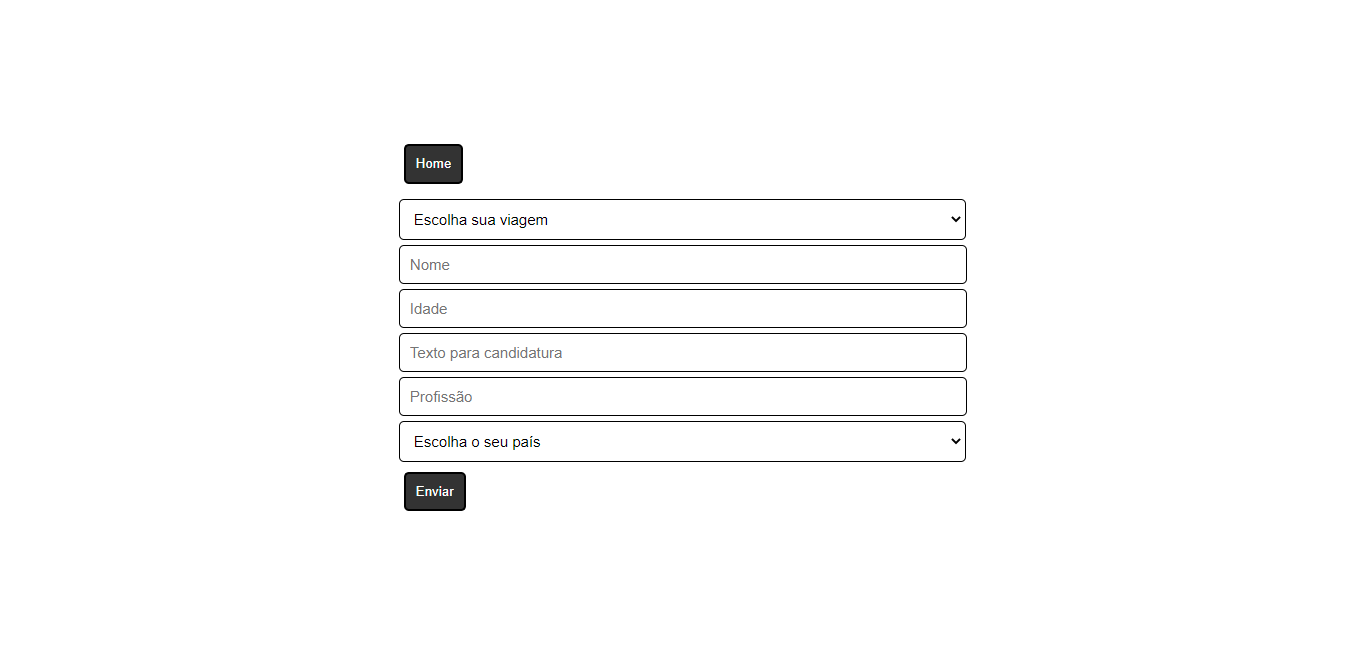 Home
Escolha sua viagem
Nome
Idade
Texto para candidatura
Profissão
Escolha o seu país
Enviar